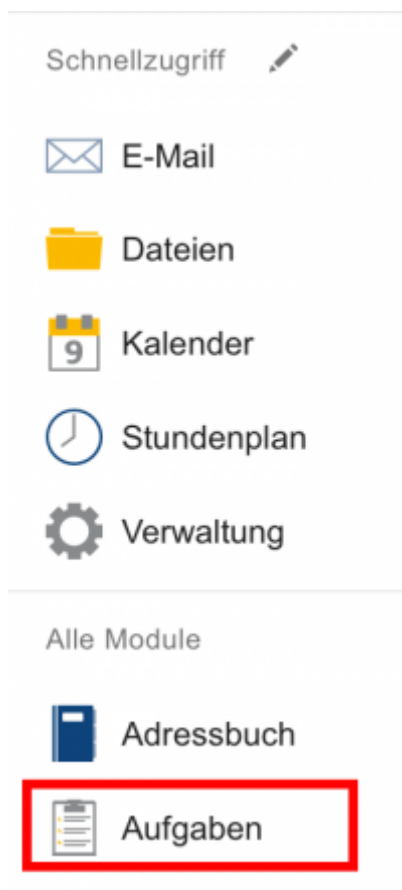 Schnellzugriff
E-Mail
Dateien
9
Kalender
Stundenplan
Verwaltung
Alle Module
Adressbuch
Aufgaben